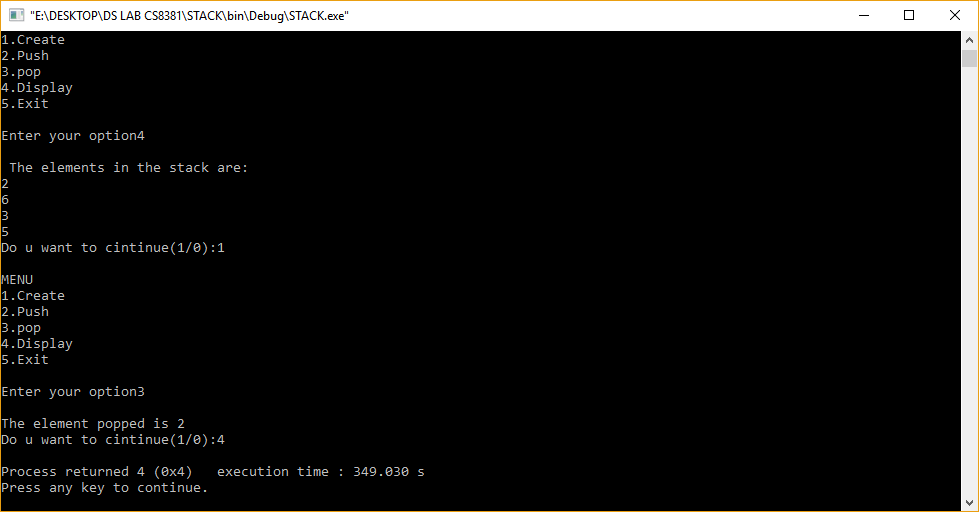 "E:\DESKTOP\DS LAB CS8381\STACK\bin\Debug\STACK.exe"
1.Create
2.Push
3.pop
4.Display
5.Exit
Enter your option4
The elements in the stack are:
2
6
3
5
Do u want to cintinue(1/0):1
MENU
1.Create
2.Push
3.pop
4.Display
5.Exit
Enter your option3
The element popped is 2
Do u want to cintinue(1/0):4
Process returned 4 (0x4)   execution time : 349.030 s
Press any key to continue.